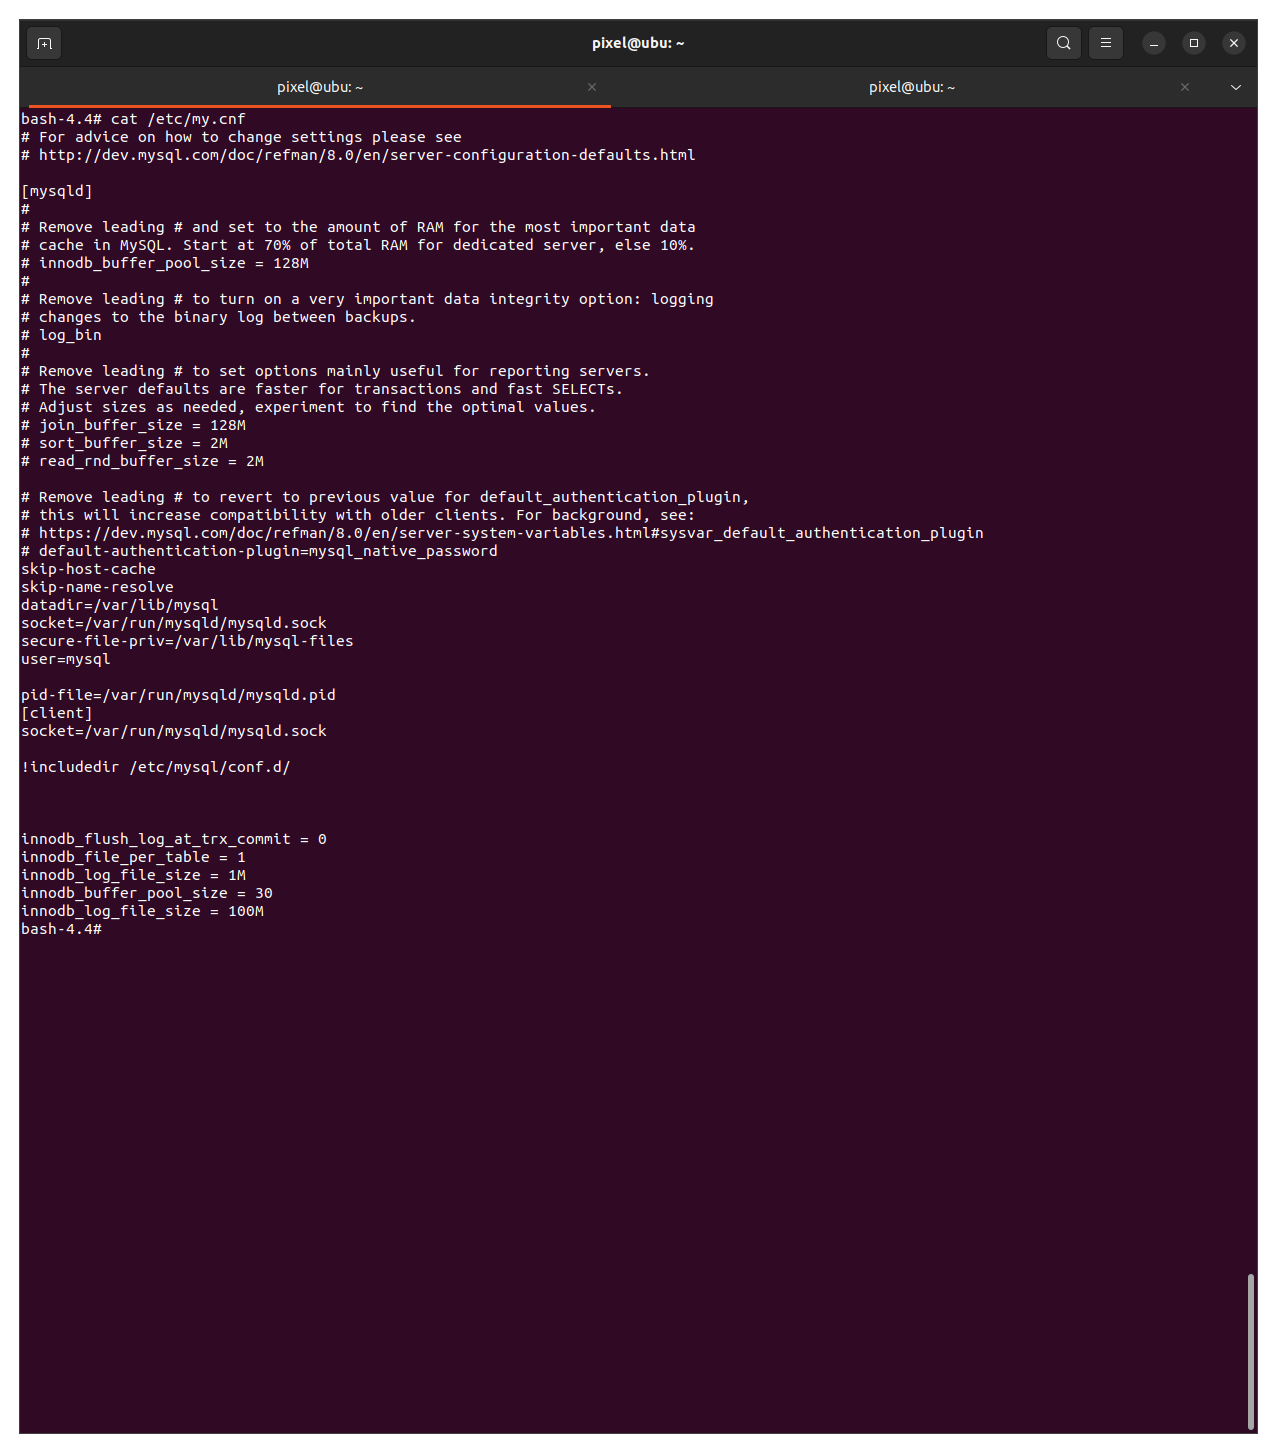 pixel@ubu: ~
pixel@ubu: ~
pixel@ubu: ~
bash-4.4# cat /etc/my.cnf
# For advice on how to change settings please see
# http://dev.mysql.com/doc/refman/8.0/en/server-configuration-defaults.html
[mysqld]
#
# Remove leading # and set to the amount of RAM for the most important data
# cache in MySQL. Start at 70% of total RAM for dedicated server, else 10%.
# innodb_buffer_pool_size = 128M
#
# Remove leading # to turn on a very important data integrity option: logging
# changes to the binary log between backups.
# log_bin
#
# Remove leading # to set options mainly useful for reporting servers.
# The server defaults are faster for transactions and fast SELECTs.
# Adjust sizes as needed, experiment to find the optimal values.
# join_buffer_size = 128M
# sort_buffer_size = 2M
# read_rnd_buffer_size = 2M
# Remove leading # to revert to previous value for default_authentication_plugin,
# this will increase compatibility with older clients. For background, see:
# https://dev.mysql.com/doc/refman/8.0/en/server-system-variables.html#sysvar_default_authentication_plugin
# default-authentication-plugin=mysql_native_password
skip-host-cache
skip-name-resolve
datadir=/var/lib/mysql
socket=/var/run/mysqld/mysqld.sock
secure-file-priv=/var/lib/mysql-files
user=mysql
pid-file=/var/run/mysqld/mysqld.pid
[client]
socket=/var/run/mysqld/mysqld.sock
!includedir /etc/mysql/conf.d/
innodb_flush_log_at_trx_commit = 0
innodb_file_per_table = 1
innodb_log_file_size = 1M
innodb_buffer_pool_size = 30
innodb_log_file_size = 100M
bash-4.4#